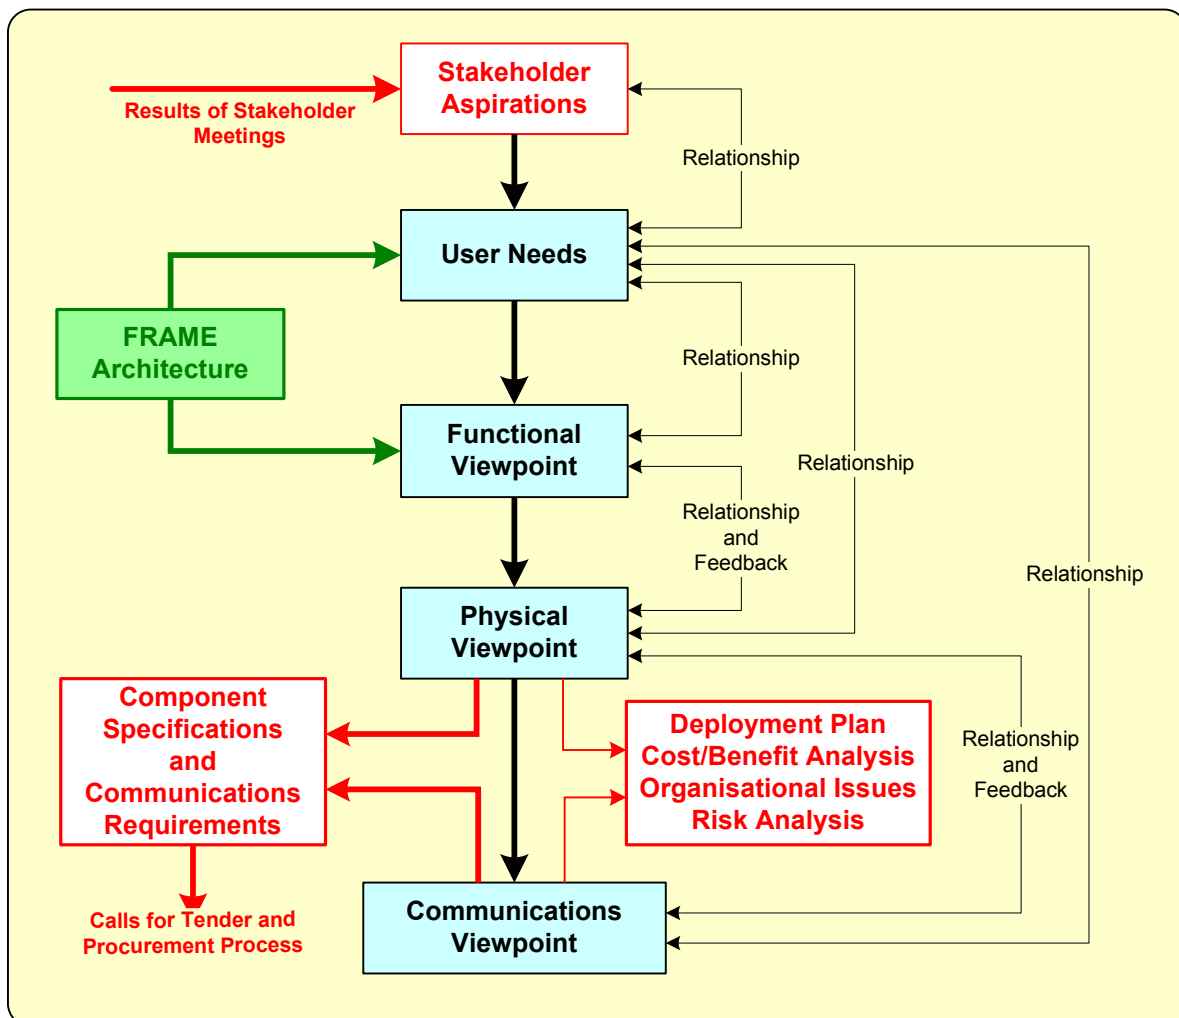 Stakeholder
Aspirations
Results of Stakeholder
Meetings
Relationship
User Needs
FRAME
Architecture
Relationship
Functional
Viewpoint
Relationship
Relationship
and
Feedback
Relationship
Physical
Viewpoint
Component
Specifications
and
Communications
Requirements
Deployment Plan
Cost/Benefit Analysis
Organisational Issues
Risk Analysis
Relationship
and
Feedback
Calls for Tender and
Procurement Process
Communications
Viewpoint